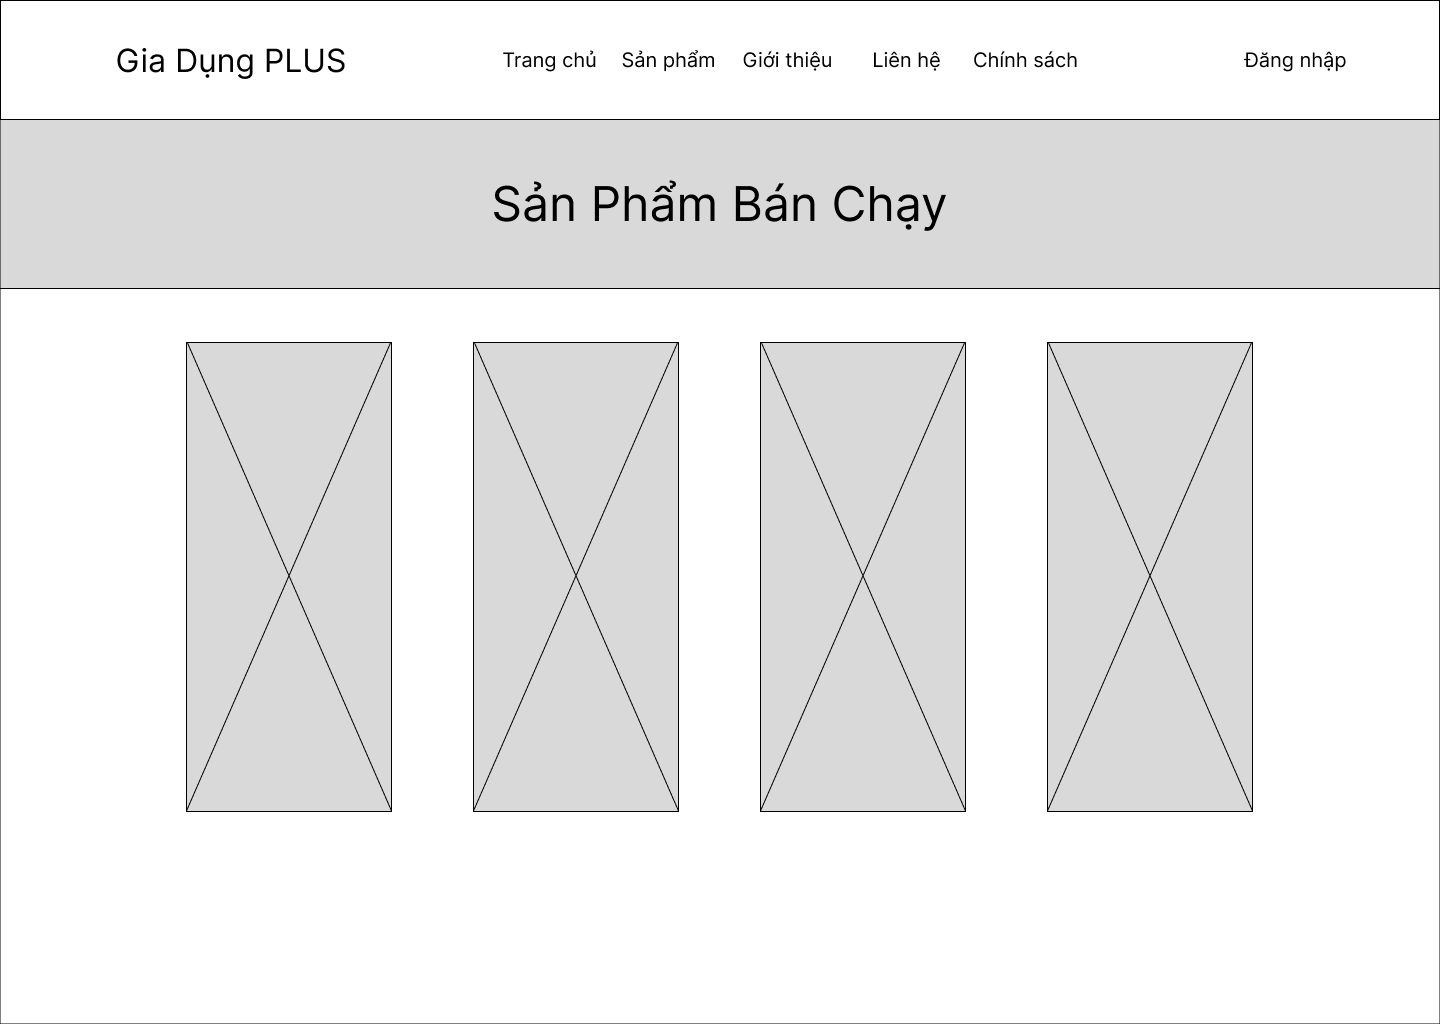 Gia Dụng PLUS Trang chủ Sản phẩm Giới thiệu Liên hệ Chính sách Đăng nhập
Sản Phẩm Bán Chạy